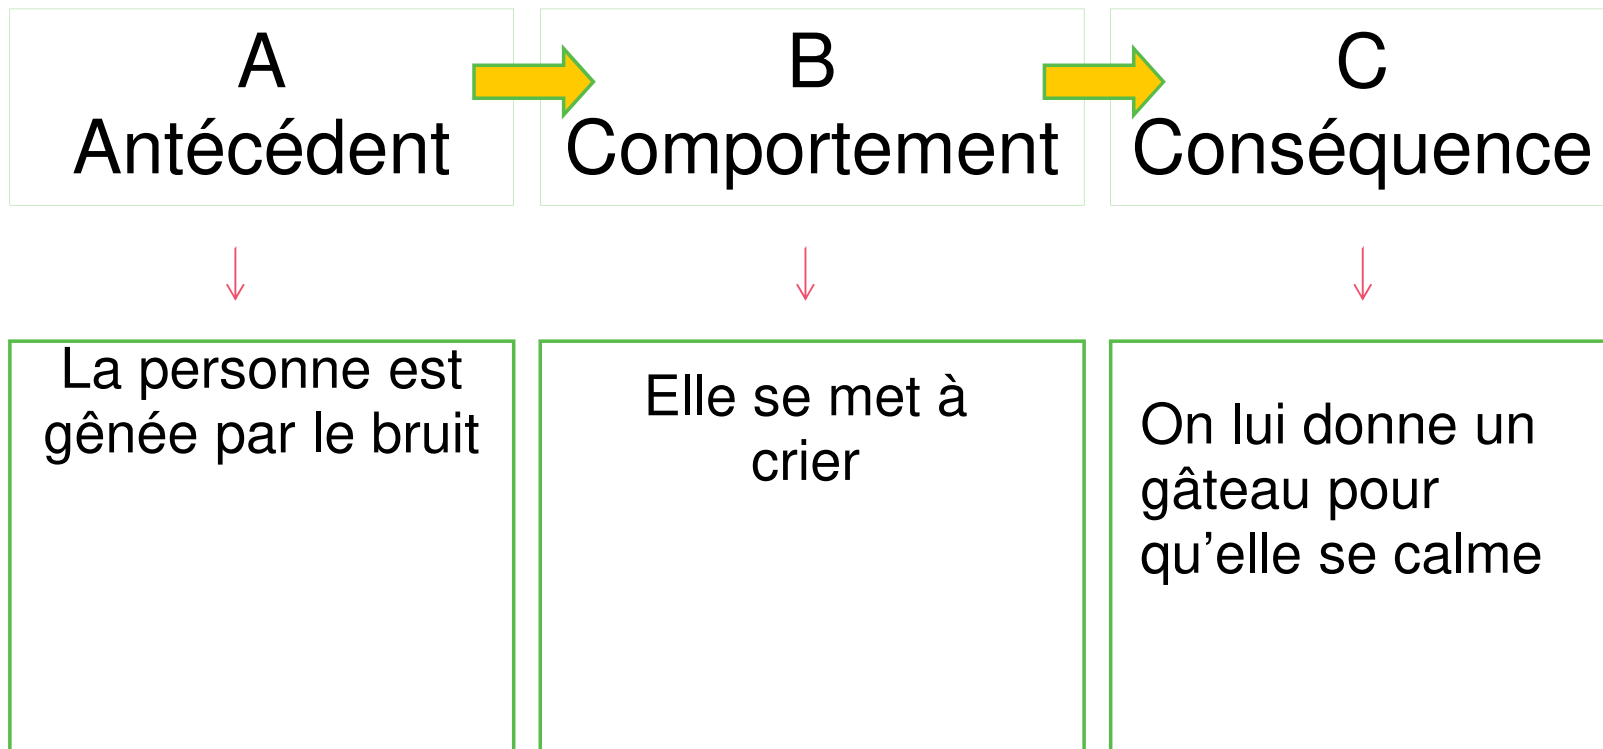 A
Antécédent
B
Comportement
C
Conséquence
La personne est
gênée par le bruit
Elle se met à
crier
On lui donne un
gâteau pour
qu’elle se calme